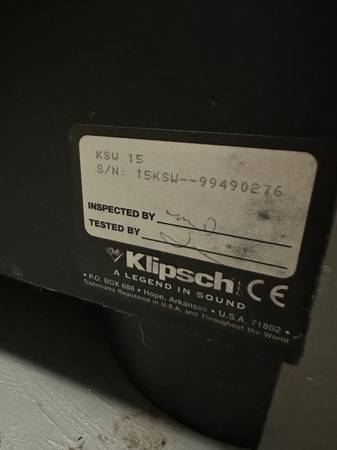 KSW 15
S/N: 15KSW--99490276
INSPECTED BY
TESTED BY
Klipsch CE
A LEGEND IN SOUND
• P.O. BOX 688 • Hope, Arkansas • U.S.A. 71802 •
Trademarks Registered in U.S.A. and Throughout the World